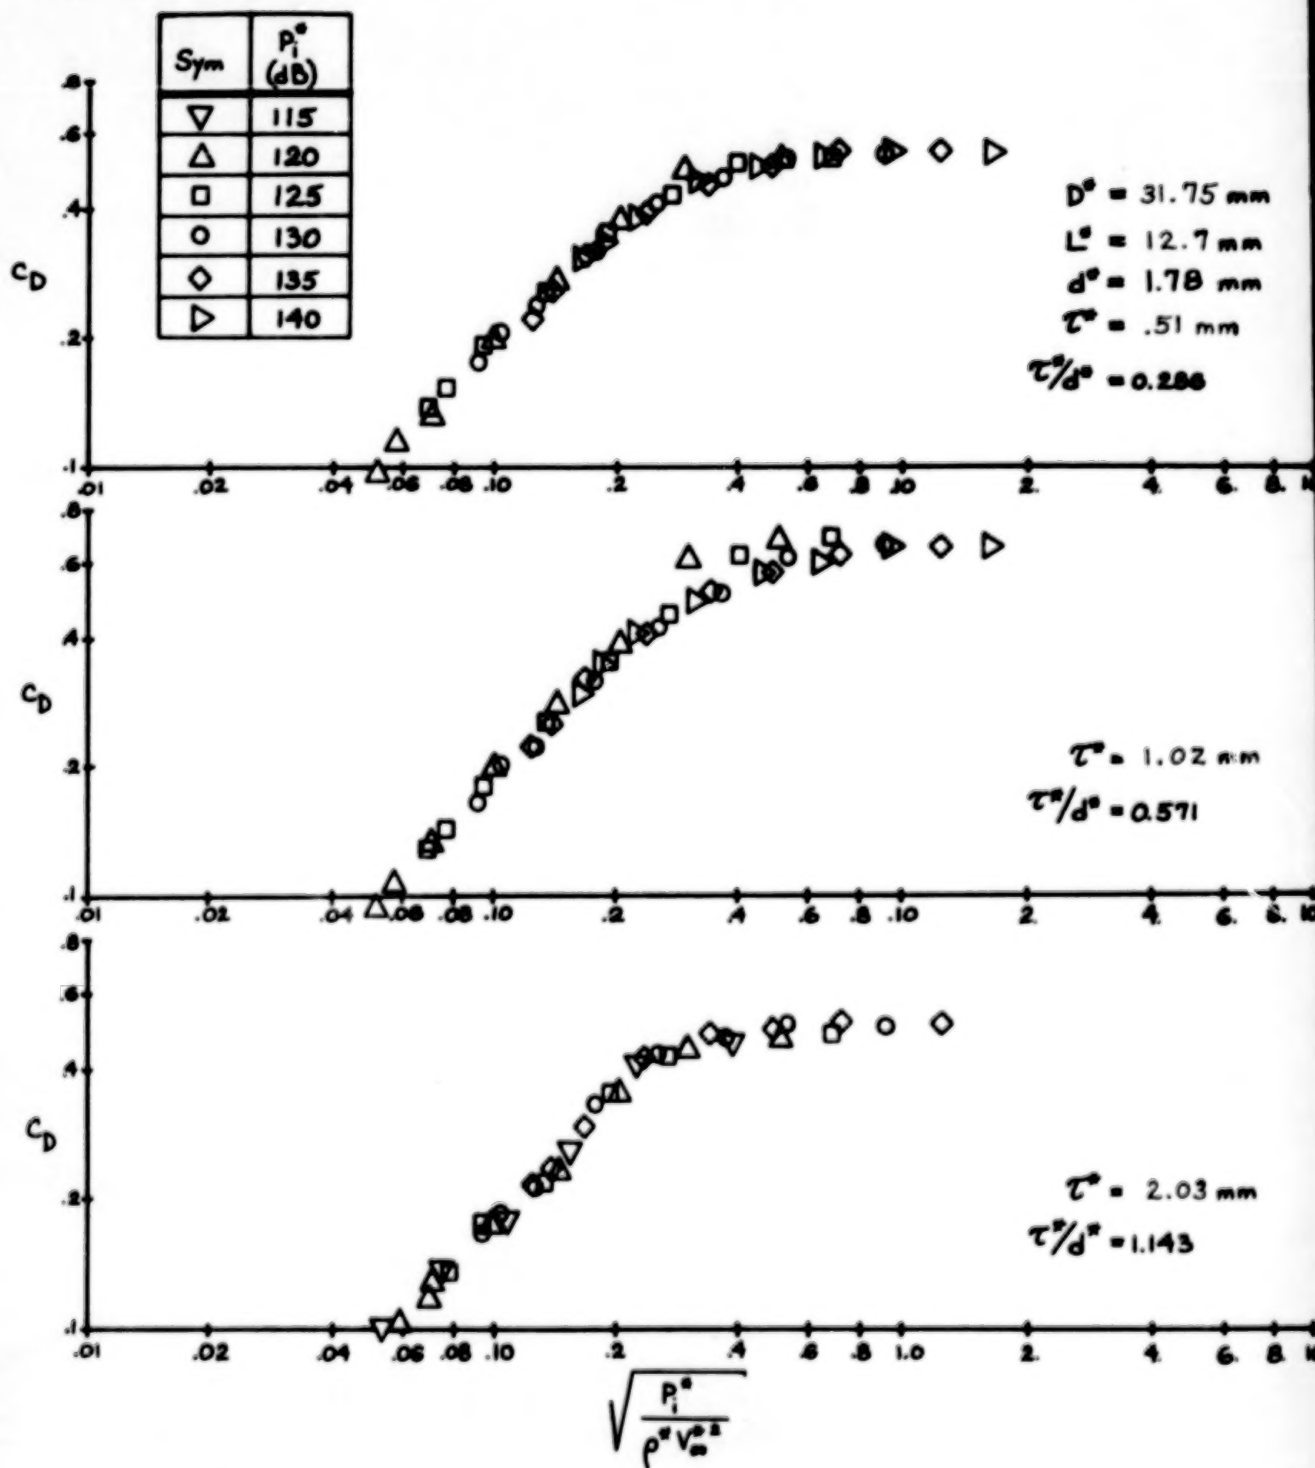 Sym P_i* (dB)
▽ 115
△ 120
□ 125
○ 130
◇ 135
▷ 140
.8
.6
.4
.2
.1
C_D
D* = 31.75 mm
L* = 12.7 mm
d* = 1.78 mm
τ* = .51 mm
τ*/d* = 0.286
.01 .02 .04 .06 .08 .10 .2 .4 .6 .8 .10 2. 4. 6. 8.
.8
.6
.4
.2
.1
C_D
τ* = 1.02 mm
τ*/d* = 0.571
.01 .02 .04 .06 .08 .10 .2 .4 .6 .8 .10 2. 4. 6. 8. 10
.8
.6
.4
.2
.1
C_D
τ* = 2.03 mm
τ*/d* = 1.143
.01 .02 .04 .06 .08 .10 .2 .4 .6 .8 1.0 2. 4. 6. 8.
√(P_i* / ρ* V_∞*²)